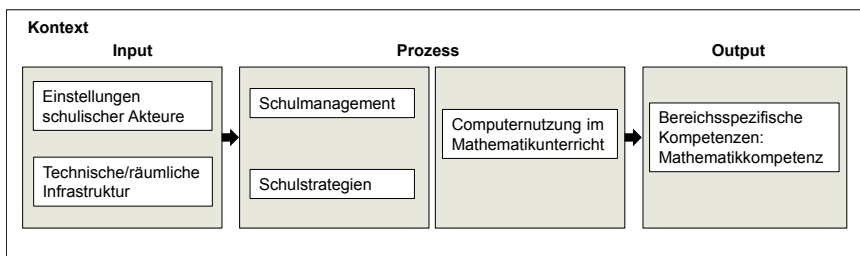 Kontext
Input
Prozess
Output
Einstellungen
schulischer Akteure
Technische/räumliche
Infrastruktur
Schulmanagement
Schulstrategien
Computernutzung im
Mathematikunterricht
Bereichsspezifische
Kompetenzen:
Mathematikkompetenz